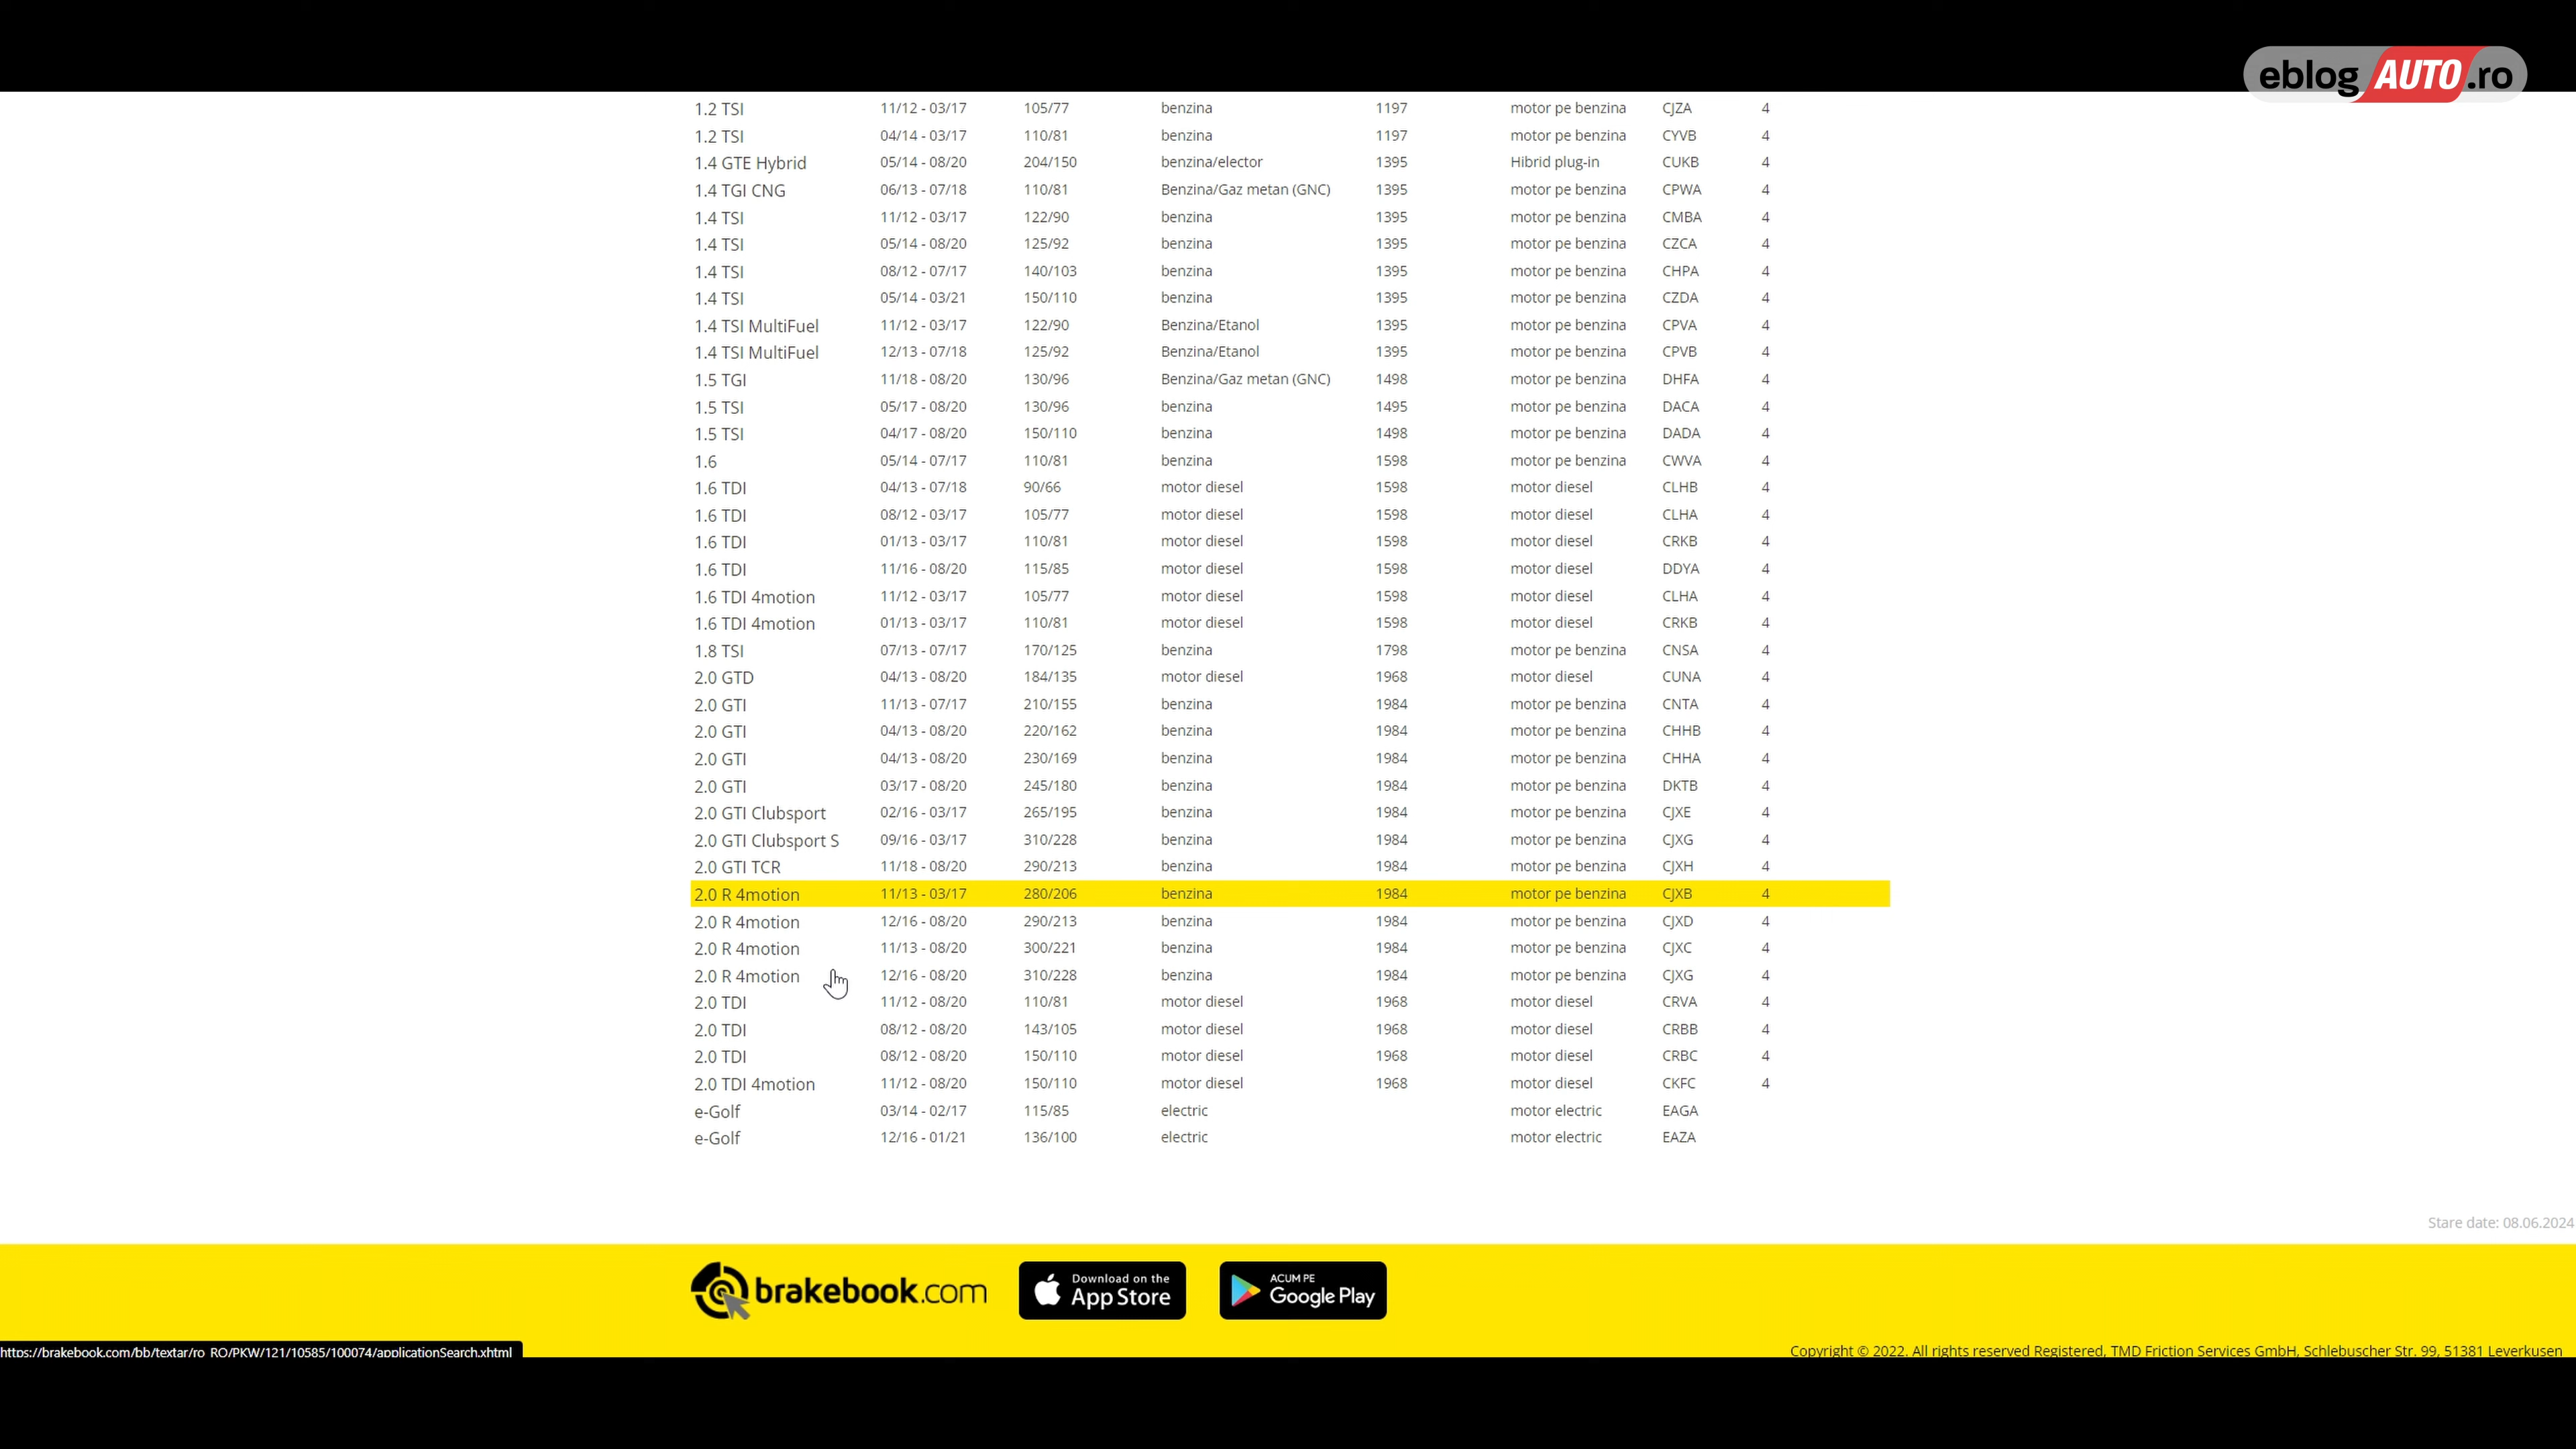 eblog AUTO.ro
1.2 TSI 11/12 - 03/17 105/77 benzina 1197 motor pe benzina CJZA 4
1.2 TSI 04/14 - 03/17 110/81 benzina 1197 motor pe benzina CYVB 4
1.4 GTE Hybrid 05/14 - 08/20 204/150 benzina/elector 1395 Hibrid plug-in CUKB 4
1.4 TGI CNG 06/13 - 07/18 110/81 Benzina/Gaz metan (GNC) 1395 motor pe benzina CPWA 4
1.4 TSI 11/12 - 03/17 122/90 benzina 1395 motor pe benzina CMBA 4
1.4 TSI 05/14 - 08/20 125/92 benzina 1395 motor pe benzina CZCA 4
1.4 TSI 08/12 - 07/17 140/103 benzina 1395 motor pe benzina CHPA 4
1.4 TSI 05/14 - 03/21 150/110 benzina 1395 motor pe benzina CZDA 4
1.4 TSI MultiFuel 11/12 - 03/17 122/90 Benzina/Etanol 1395 motor pe benzina CPVA 4
1.4 TSI MultiFuel 12/13 - 07/18 125/92 Benzina/Etanol 1395 motor pe benzina CPVB 4
1.5 TGI 11/18 - 08/20 130/96 Benzina/Gaz metan (GNC) 1498 motor pe benzina DHFA 4
1.5 TSI 05/17 - 08/20 130/96 benzina 1495 motor pe benzina DACA 4
1.5 TSI 04/17 - 08/20 150/110 benzina 1498 motor pe benzina DADA 4
1.6 05/14 - 07/17 110/81 benzina 1598 motor pe benzina CWVA 4
1.6 TDI 04/13 - 07/18 90/66 motor diesel 1598 motor diesel CLHB 4
1.6 TDI 08/12 - 03/17 105/77 motor diesel 1598 motor diesel CLHA 4
1.6 TDI 01/13 - 03/17 110/81 motor diesel 1598 motor diesel CRKB 4
1.6 TDI 11/16 - 08/20 115/85 motor diesel 1598 motor diesel DDYA 4
1.6 TDI 4motion 11/12 - 03/17 105/77 motor diesel 1598 motor diesel CLHA 4
1.6 TDI 4motion 01/13 - 03/17 110/81 motor diesel 1598 motor diesel CRKB 4
1.8 TSI 07/13 - 07/17 170/125 benzina 1798 motor pe benzina CNSA 4
2.0 GTD 04/13 - 08/20 184/135 motor diesel 1968 motor diesel CUNA 4
2.0 GTI 11/13 - 07/17 210/155 benzina 1984 motor pe benzina CNTA 4
2.0 GTI 04/13 - 08/20 220/162 benzina 1984 motor pe benzina CHHB 4
2.0 GTI 04/13 - 08/20 230/169 benzina 1984 motor pe benzina CHHA 4
2.0 GTI 03/17 - 08/20 245/180 benzina 1984 motor pe benzina DKTB 4
2.0 GTI Clubsport 02/16 - 03/17 265/195 benzina 1984 motor pe benzina CJXE 4
2.0 GTI Clubsport S 09/16 - 03/17 310/228 benzina 1984 motor pe benzina CJXG 4
2.0 GTI TCR 11/18 - 08/20 290/213 benzina 1984 motor pe benzina CJXH 4
2.0 R 4motion 11/13 - 03/17 280/206 benzina 1984 motor pe benzina CJXB 4
2.0 R 4motion 12/16 - 08/20 290/213 benzina 1984 motor pe benzina CJXD 4
2.0 R 4motion 11/13 - 08/20 300/221 benzina 1984 motor pe benzina CJXC 4
2.0 R 4motion 12/16 - 08/20 310/228 benzina 1984 motor pe benzina CJXG 4
2.0 TDI 11/12 - 08/20 110/81 motor diesel 1968 motor diesel CRVA 4
2.0 TDI 08/12 - 08/20 143/105 motor diesel 1968 motor diesel CRBB 4
2.0 TDI 08/12 - 08/20 150/110 motor diesel 1968 motor diesel CRBC 4
2.0 TDI 4motion 11/12 - 08/20 150/110 motor diesel 1968 motor diesel CKFC 4
e-Golf 03/14 - 02/17 115/85 electric motor electric EAGA
e-Golf 12/16 - 01/21 136/100 electric motor electric EAZA
Stare date: 08.06.2024
brakebook.com
Download on the
App Store
ACUM PE
Google Play
https://brakebook.com/bb/textar/ro_RO/PKW/121/10585/100074/applicationSearch.xhtml
Copyright © 2022. All rights reserved Registered, TMD Friction Services GmbH, Schlebuscher Str. 99, 51381 Leverkusen